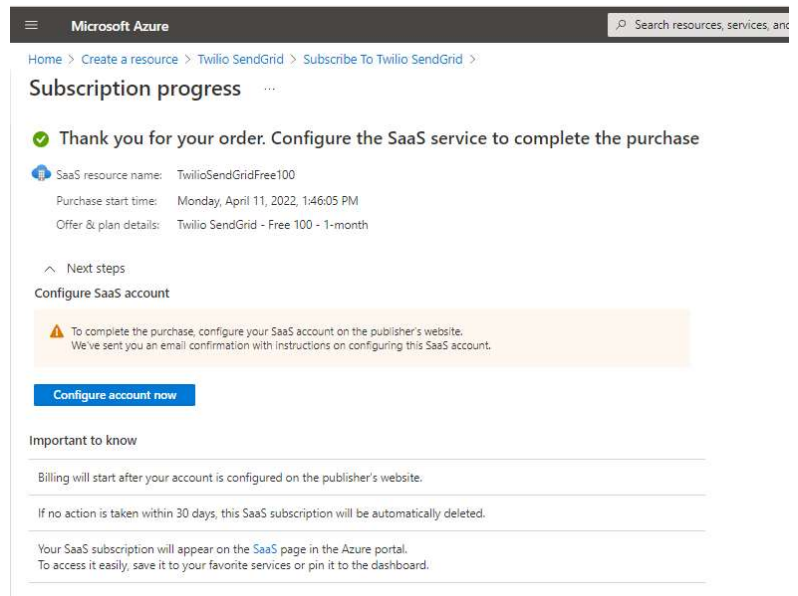 Microsoft Azure
Search resources, services, and
Home > Create a resource > Twilio SendGrid > Subscribe To Twilio SendGrid >
Subscription progress ...
Thank you for your order. Configure the SaaS service to complete the purchase
SaaS resource name: TwilioSendGridFree100
Purchase start time: Monday, April 11, 2022, 1:46:05 PM
Offer & plan details: Twilio SendGrid - Free 100 - 1-month
Next steps
Configure SaaS account
To complete the purchase, configure your SaaS account on the publisher's website.
We've sent you an email confirmation with instructions on configuring this SaaS account.
Configure account now
Important to know
Billing will start after your account is configured on the publisher's website.
If no action is taken within 30 days, this SaaS subscription will be automatically deleted.
Your SaaS subscription will appear on the SaaS page in the Azure portal.
To access it easily, save it to your favorite services or pin it to the dashboard.